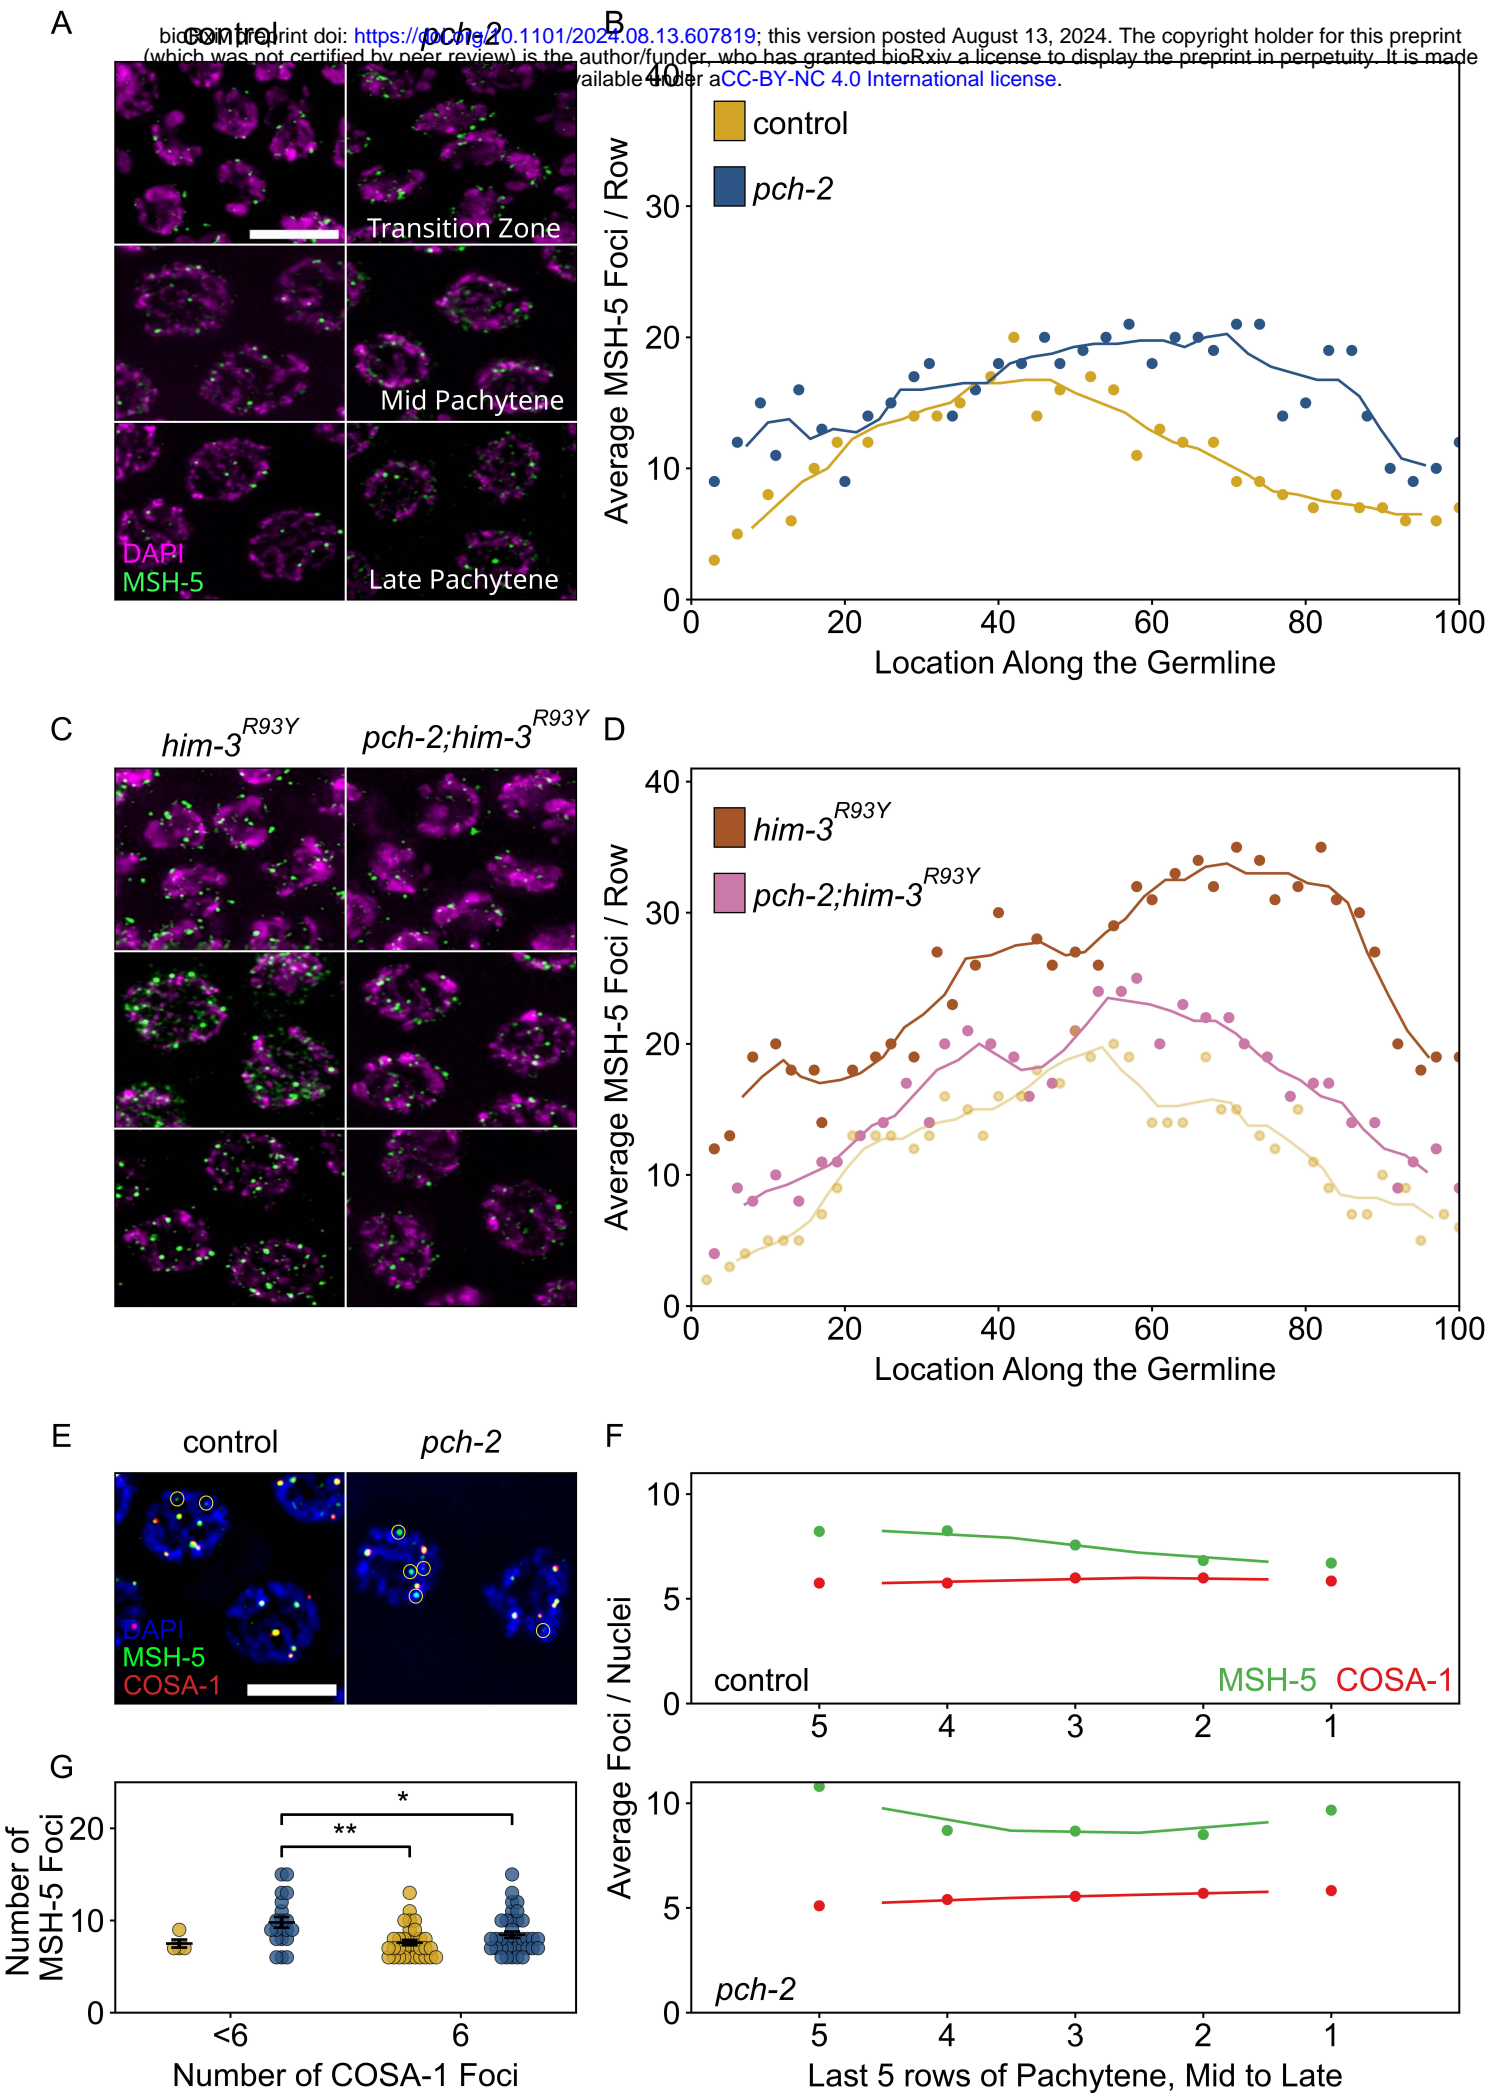 A
control
pch-2
B
bioRxiv preprint doi: https://doi.org/10.1101/2024.08.13.607819; this version posted August 13, 2024. The copyright holder for this preprint
(which was not certified by peer review) is the author/funder, who has granted bioRxiv a license to display the preprint in perpetuity. It is made
available under aCC-BY-NC 4.0 International license.
Transition Zone
Mid Pachytene
DAPI
MSH-5
Late Pachytene
Average MSH-5 Foci / Row
40
30
20
10
0
control
pch-2
0 20 40 60 80 100
Location Along the Germline
C
him-3R93Y
pch-2;him-3R93Y
D
Average MSH-5 Foci / Row
40
30
20
10
0
him-3R93Y
pch-2;him-3R93Y
0 20 40 60 80 100
Location Along the Germline
E
control
pch-2
DAPI
MSH-5
COSA-1
F
Average Foci / Nuclei
10
5
0
control
MSH-5 COSA-1
5 4 3 2 1
10
5
0
pch-2
5 4 3 2 1
Last 5 rows of Pachytene, Mid to Late
G
Number of
MSH-5 Foci
20
10
0
*
**
<6 6
Number of COSA-1 Foci